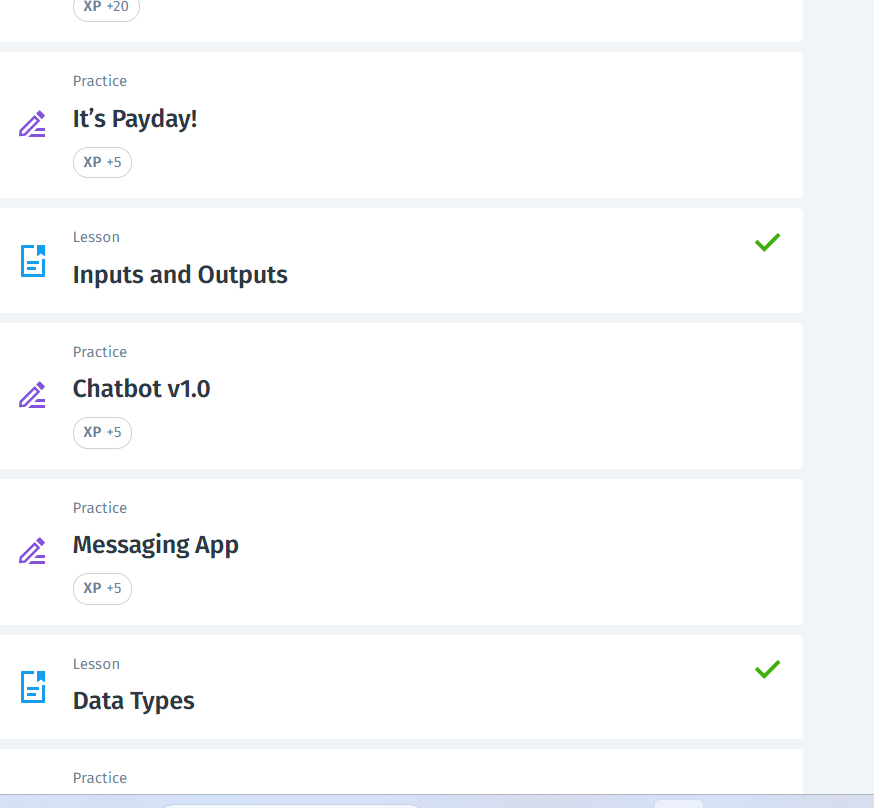 XP +20
Practice
It’s Payday!
XP +5
Lesson
Inputs and Outputs
Practice
Chatbot v1.0
XP +5
Practice
Messaging App
XP +5
Lesson
Data Types
Practice